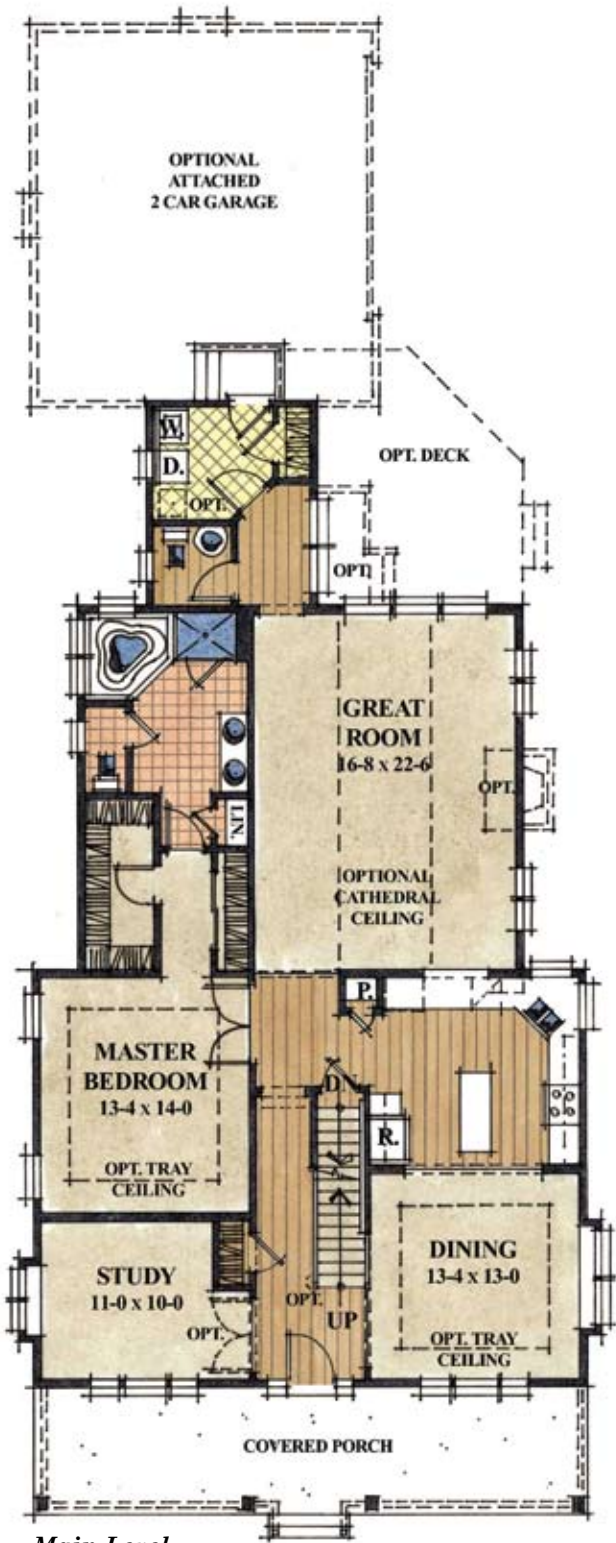 OPTIONAL
ATTACHED
2 CAR GARAGE
W.
D.
OPT.
OPT. DECK
OPT.
GREAT
ROOM
16-8 x 22-6
OPT.
LIN.
OPTIONAL
CATHEDRAL
CEILING
P.
MASTER
BEDROOM
13-4 x 14-0
DN.
R.
OPT. TRAY
CEILING
STUDY
11-0 x 10-0
DINING
13-4 x 13-0
OPT.
UP
OPT.
OPT. TRAY
CEILING
COVERED PORCH
Main Level